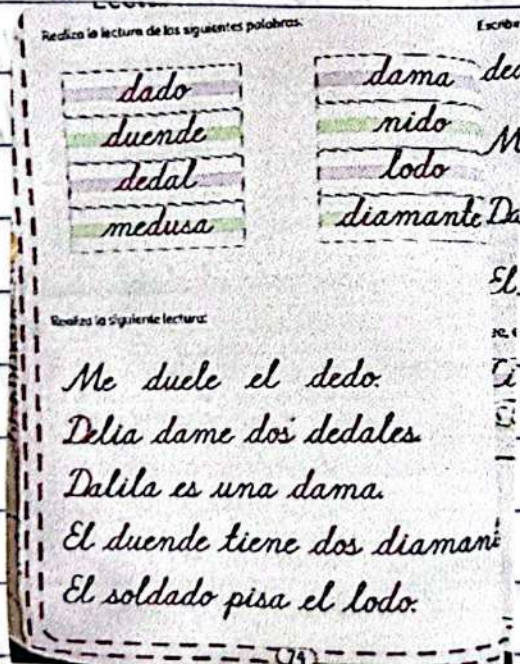 Realiza la lectura de las siguientes palabras:
dado
duende
dedal
medusa
dama
nido
lodo
diamante
Realiza la siguiente lectura:
Me duele el dedo.
Delia dame dos dedales.
Dalila es una dama.
El duende tiene dos
El soldado pisa el lodo.
74
El